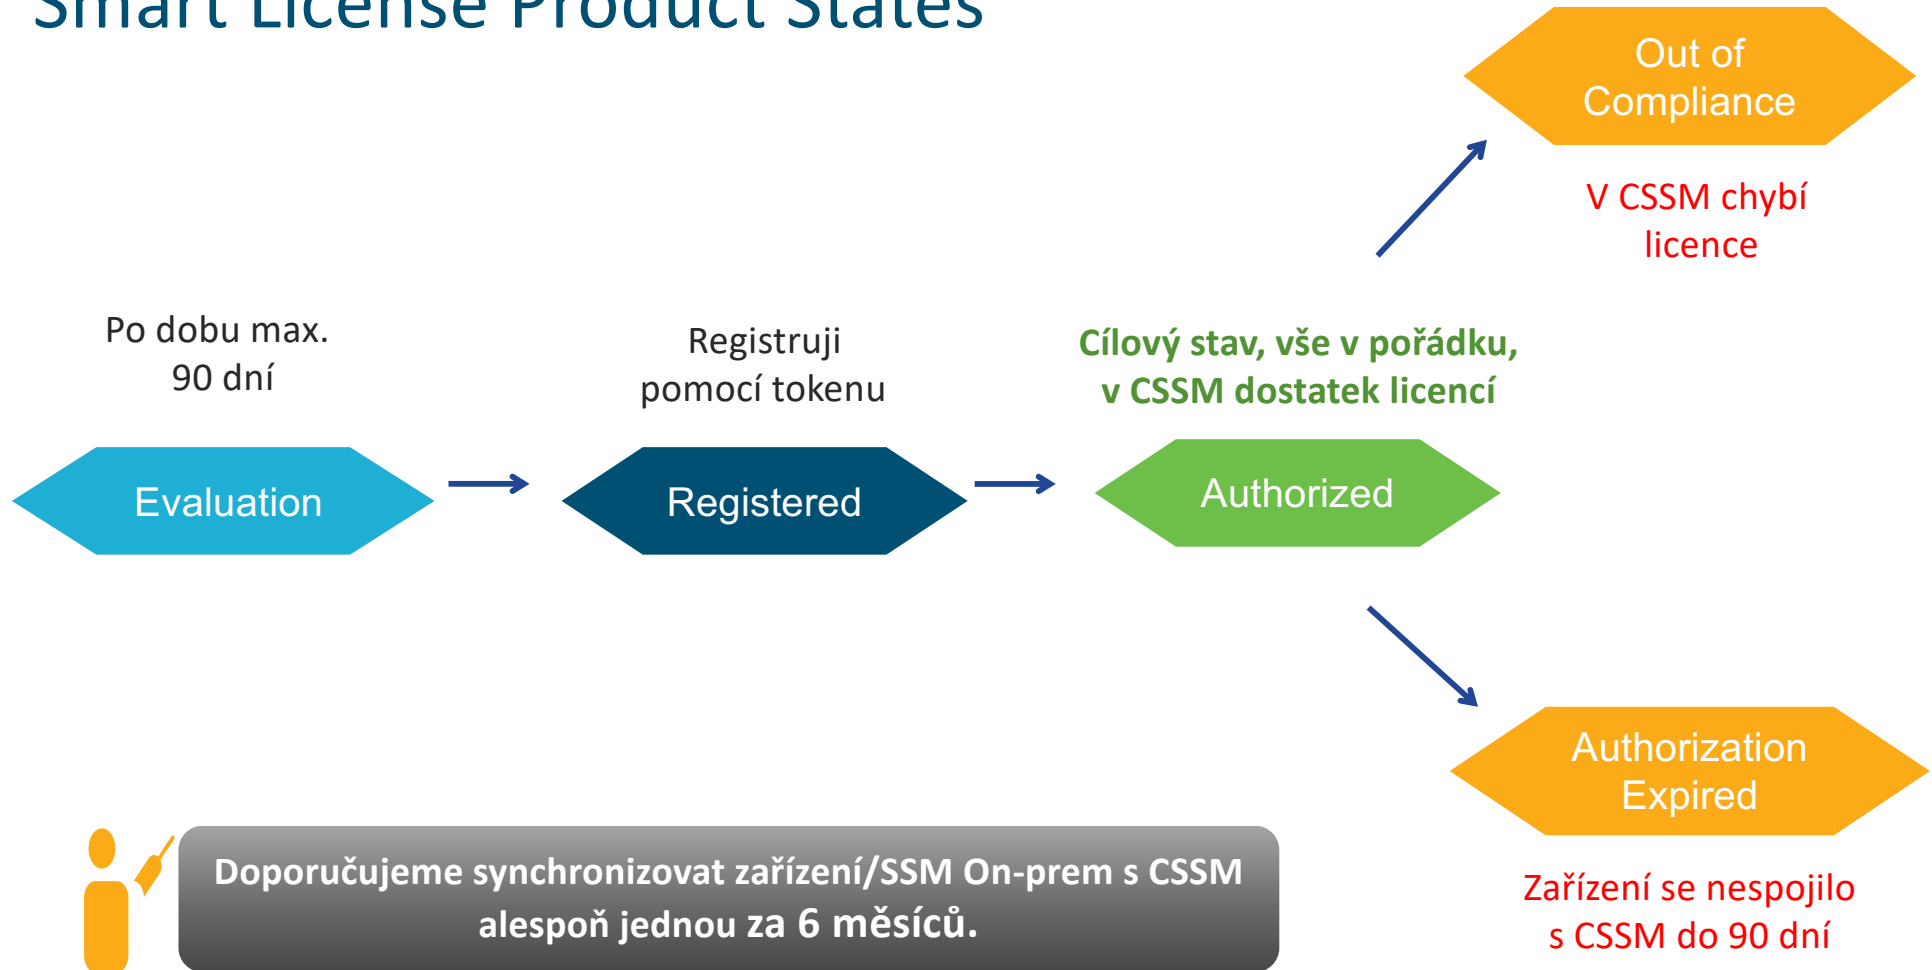 Smart License Product States
Out of
Compliance
V CSSM chybí
licence
Po dobu max.
90 dní
Registruji
pomocí tokenu
Cílový stav, vše v pořádku,
v CSSM dostatek licencí
Evaluation
Registered
Authorized
Authorization
Expired
Zařízení se nespojilo
s CSSM do 90 dní
Doporučujeme synchronizovat zařízení/SSM On-prem s CSSM
alespoň jednou za 6 měsíců.